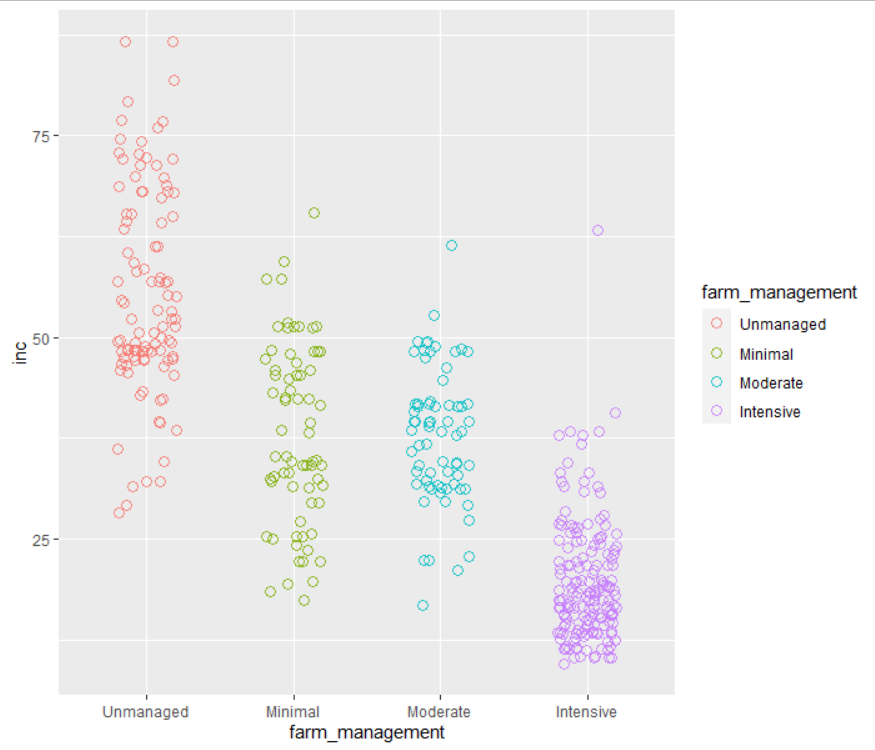 75
50
25
inc
Unmanaged
Minimal
Moderate
Intensive
farm_management
farm_management
Unmanaged
Minimal
Moderate
Intensive